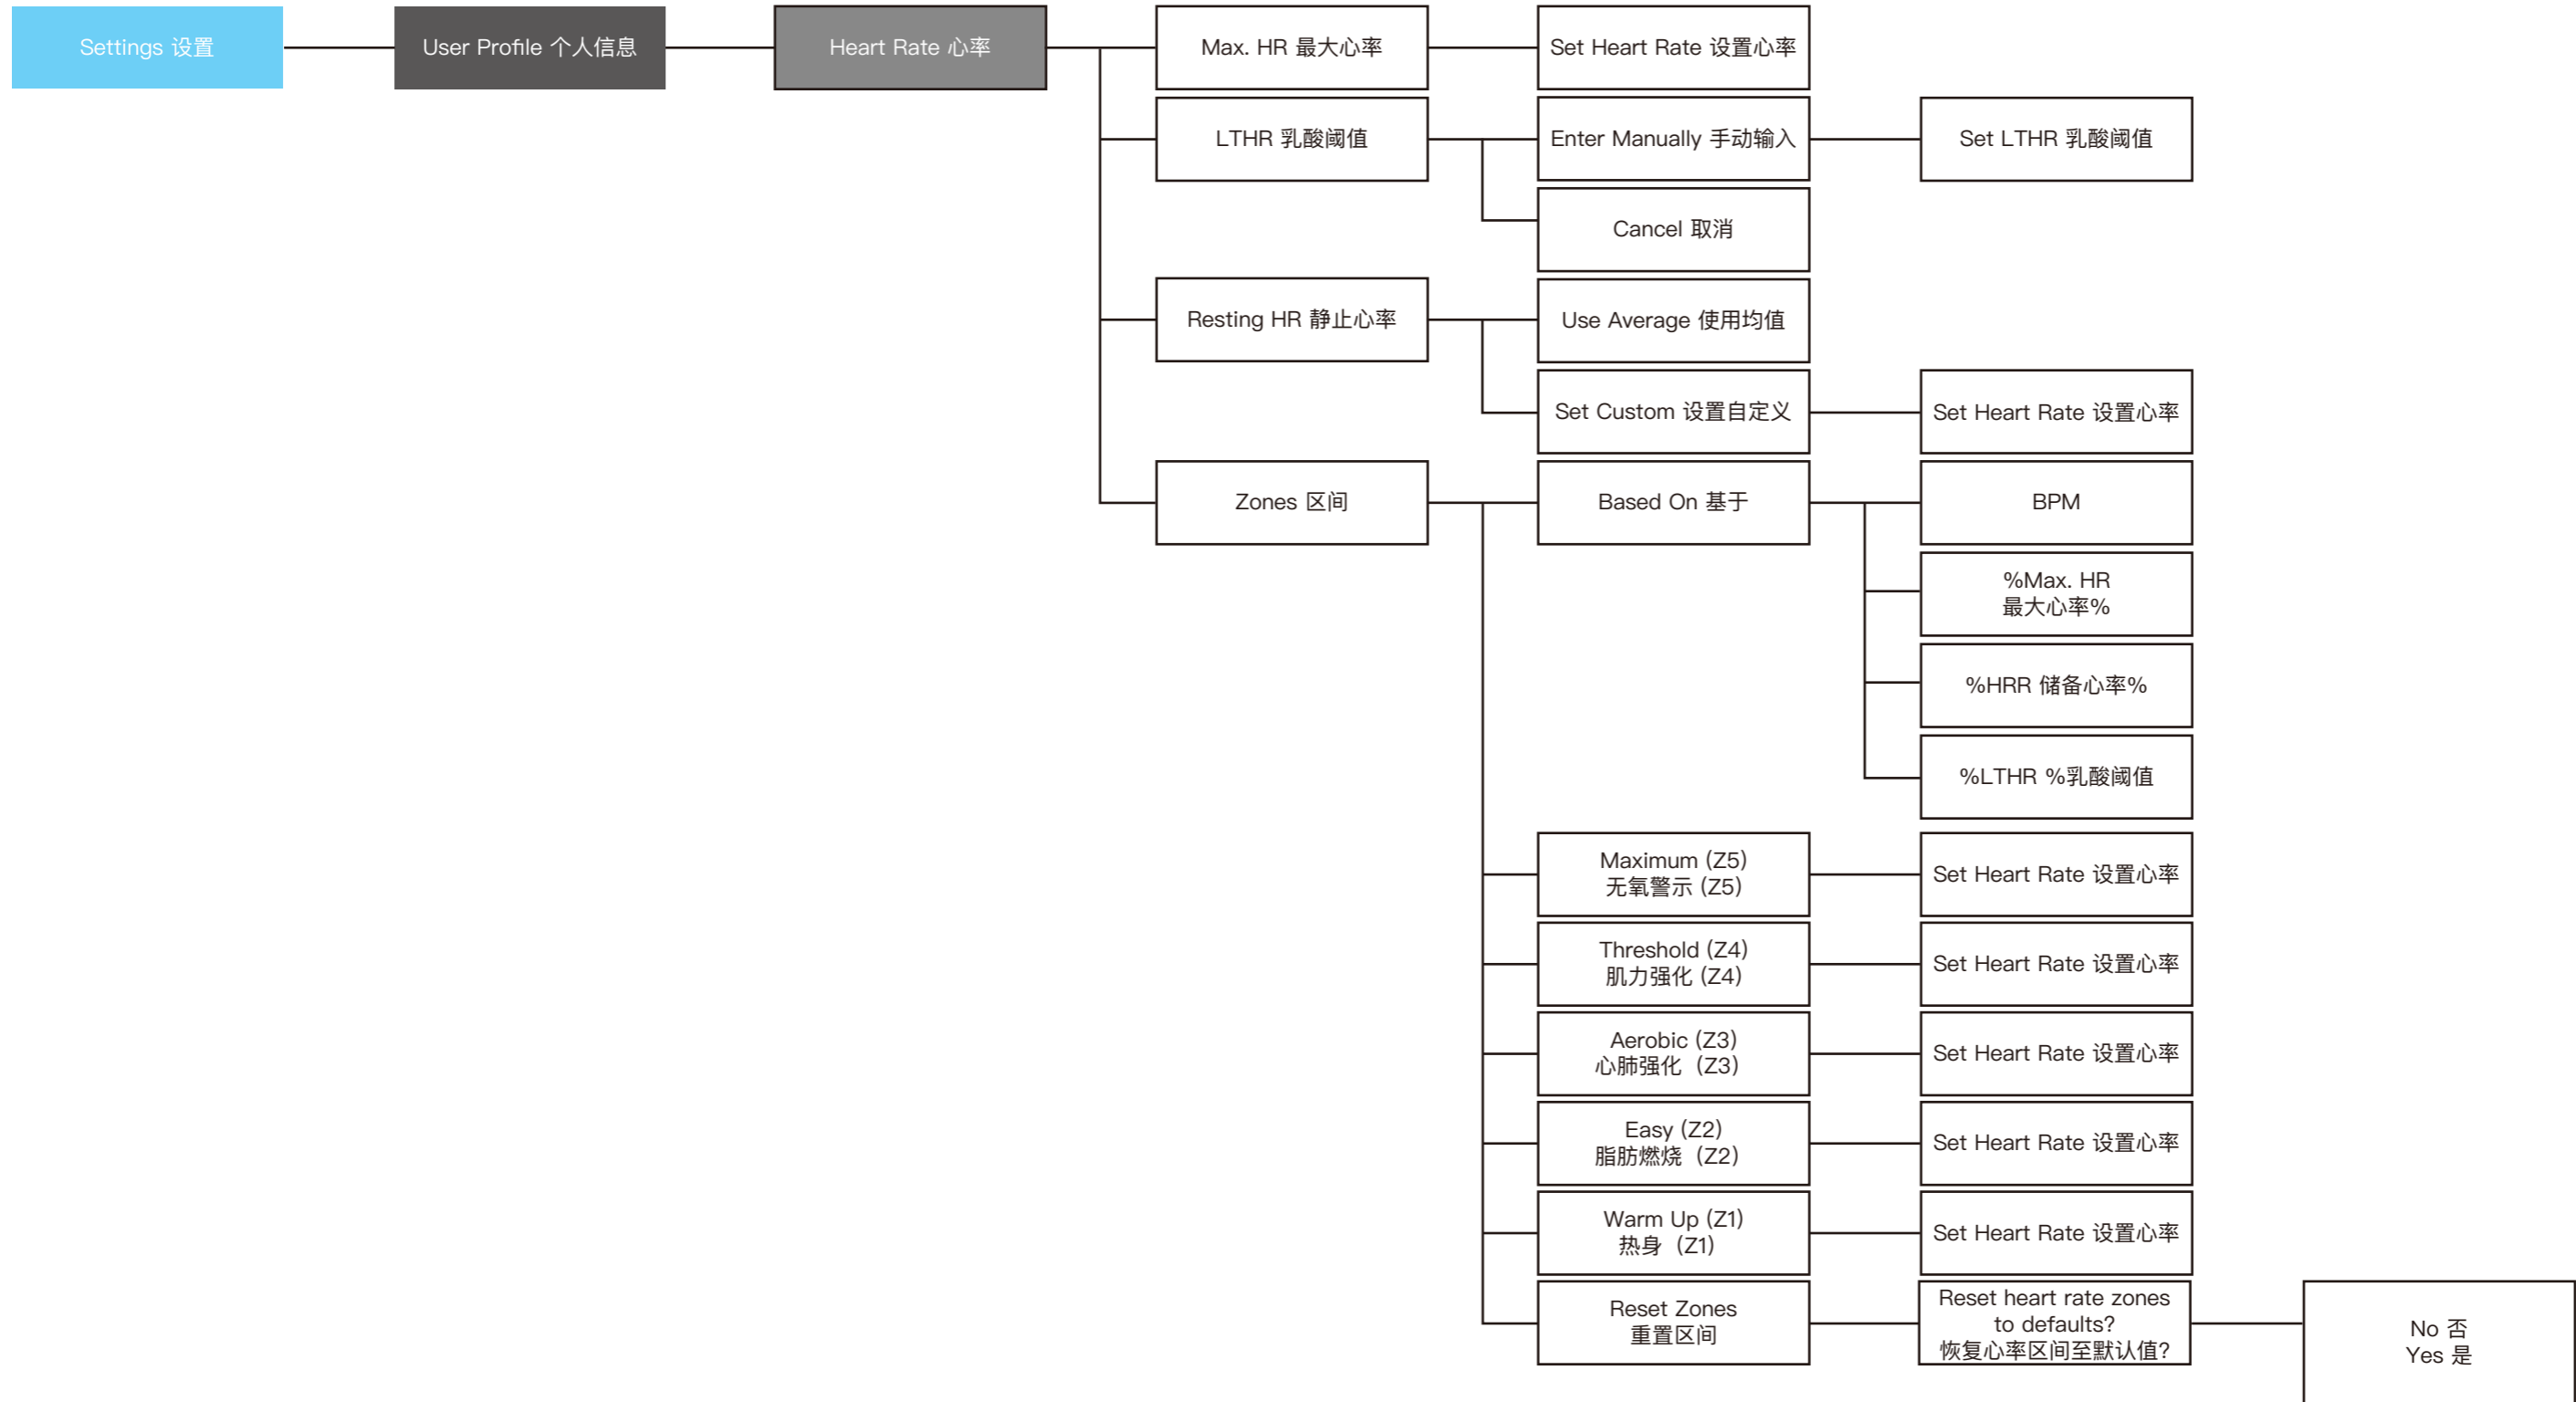 Settings 设置
User Profile 个人信息
Heart Rate 心率
Max. HR 最大心率
Set Heart Rate 设置心率
LTHR 乳酸阈值
Enter Manually 手动输入
Set LTHR 乳酸阈值
Cancel 取消
Resting HR 静止心率
Use Average 使用均值
Set Custom 设置自定义
Set Heart Rate 设置心率
Zones 区间
Based On 基于
BPM
%Max. HR
最大心率%
%HRR 储备心率%
%LTHR %乳酸阈值
Maximum (Z5)
无氧警示 (Z5)
Set Heart Rate 设置心率
Threshold (Z4)
肌力强化 (Z4)
Set Heart Rate 设置心率
Aerobic (Z3)
心肺强化（Z3）
Set Heart Rate 设置心率
Easy (Z2)
脂肪燃烧（Z2）
Set Heart Rate 设置心率
Warm Up (Z1)
热身（Z1）
Set Heart Rate 设置心率
Reset Zones
重置区间
Reset heart rate zones
to defaults?
恢复心率区间至默认值?
No 否
Yes 是